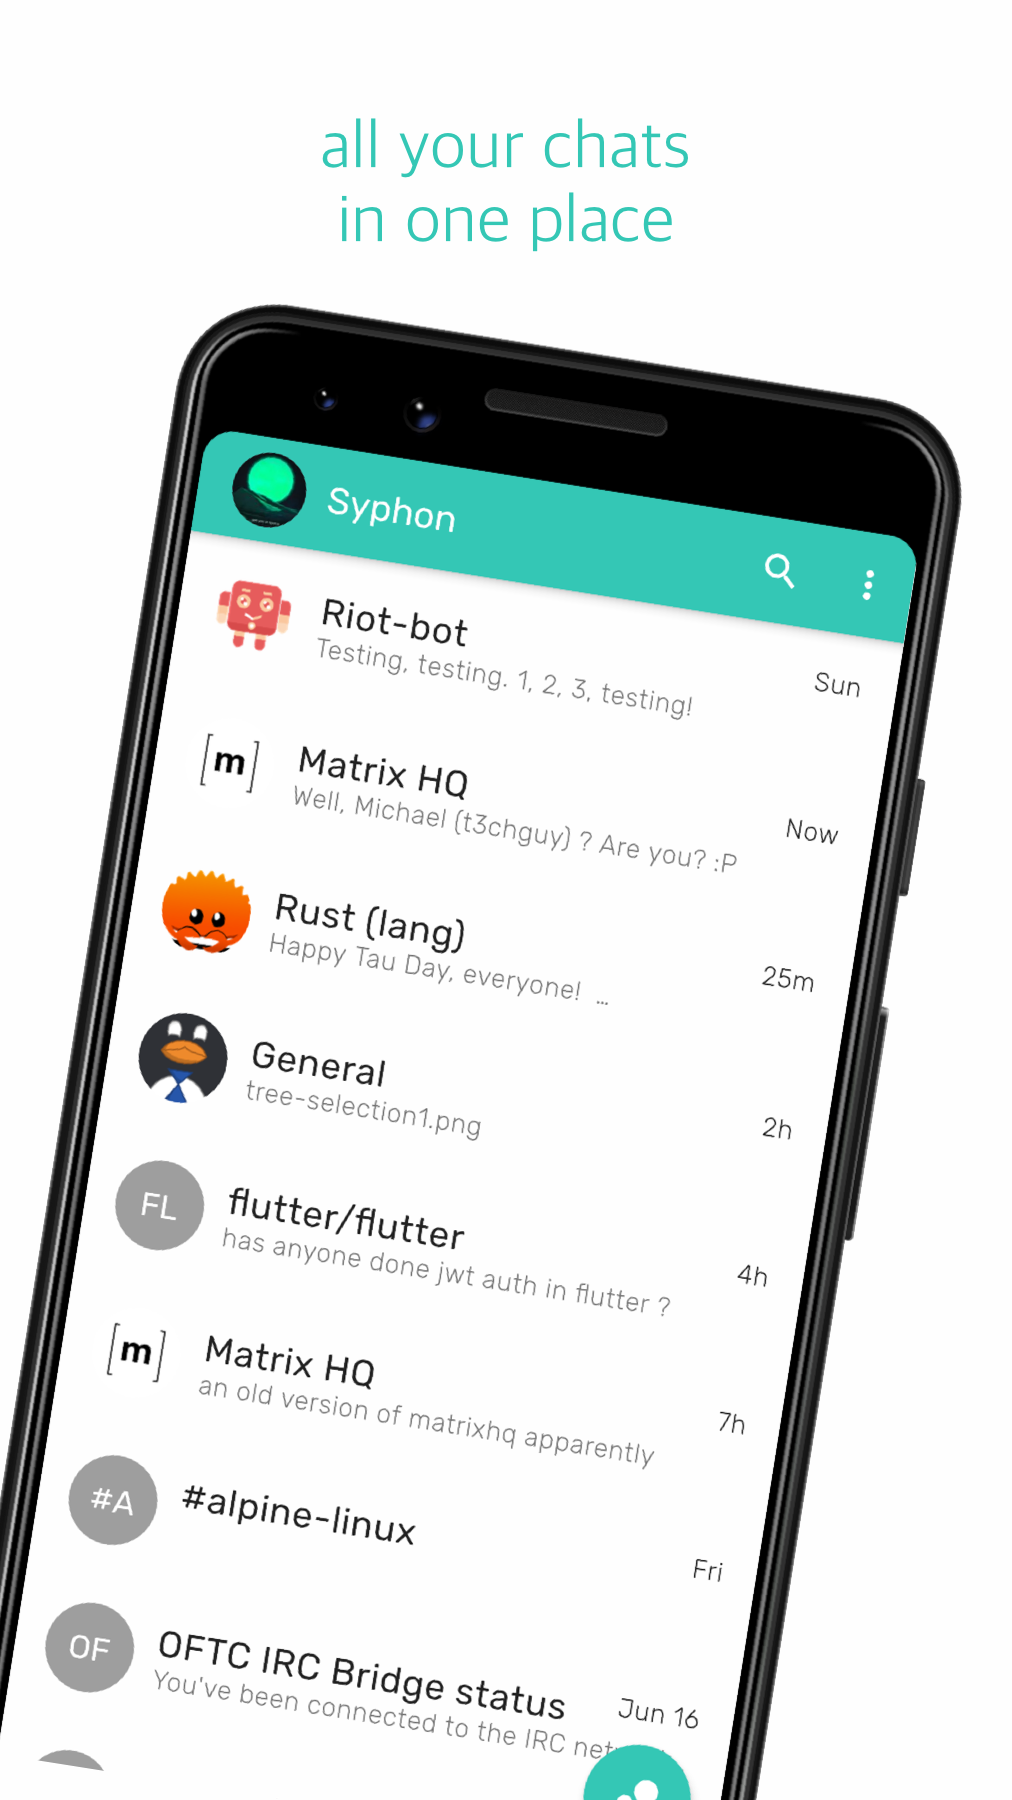 all your chats
in one place
Syphon
Riot-bot
Testing, testing. 1, 2, 3, testing!
Sun
[m]
Matrix HQ
Well, Michael (t3chguy) ? Are you? :P
Now
Rust (lang)
Happy Tau Day, everyone! …
25m
General
tree-selection1.png
2h
FL
flutter/flutter
has anyone done jwt auth in flutter ?
4h
[m]
Matrix HQ
an old version of matrixhq apparently
7h
#A
#alpine-linux
Fri
OF
OFTC IRC Bridge status
You've been connected to the IRC
Jun 16